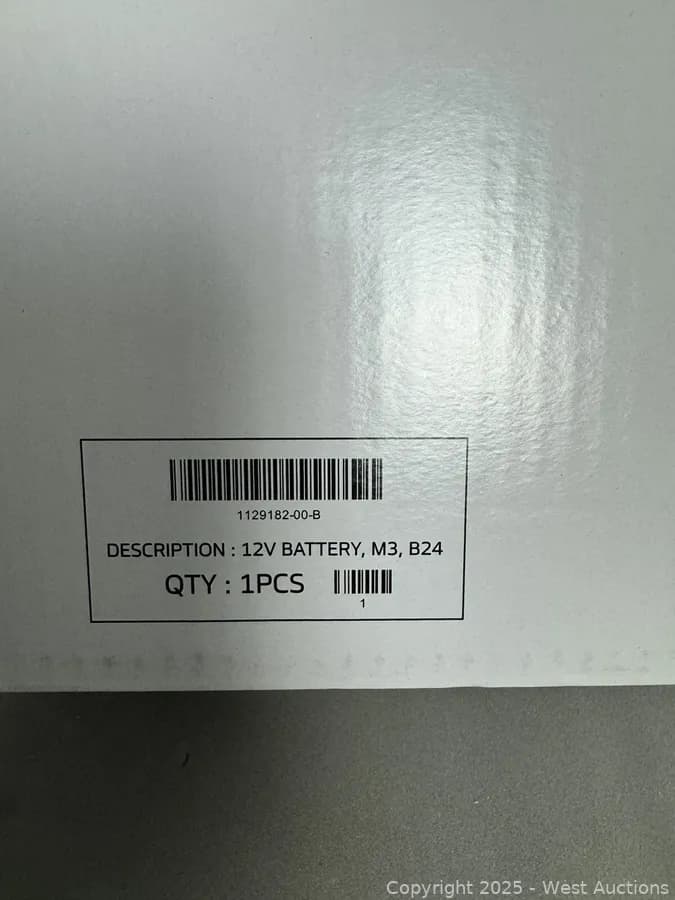 1129182-00-B
DESCRIPTION : 12V BATTERY, M3, B24
QTY : 1PCS
1
Copyright 2025 - West Auctions